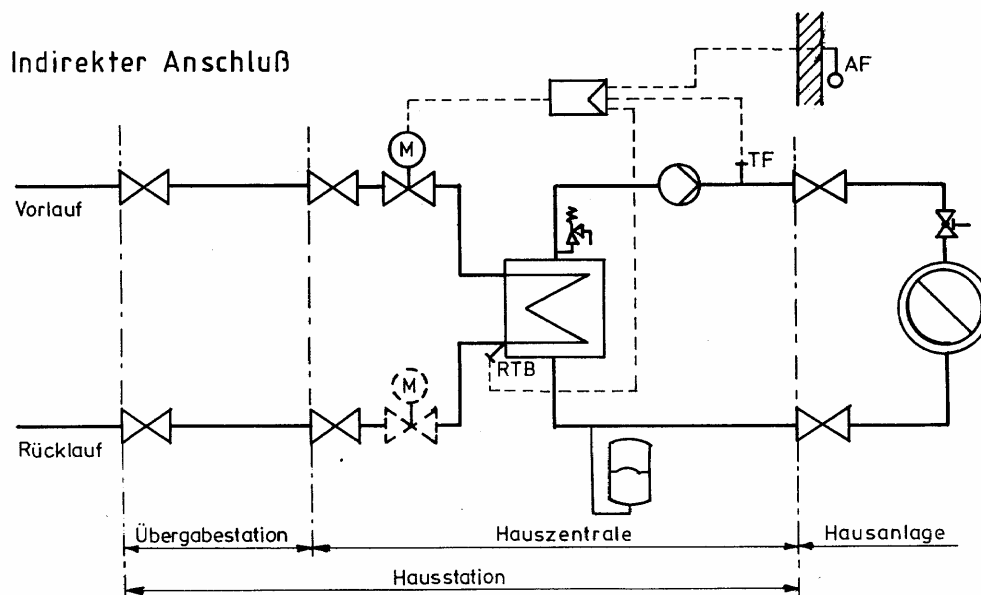 Indirekter Anschluß
AF
M
TF
Vorlauf
RTB
M
Rücklauf
Übergabestation
Hauszentrale
Hausanlage
Hausstation